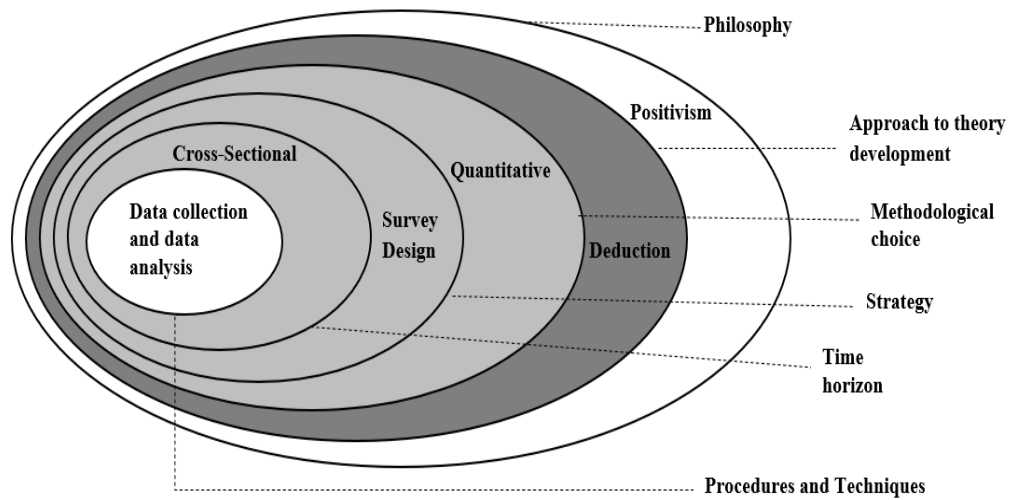 Philosophy
Positivism
Approach to theory
development
Cross-Sectional
Quantitative
Data collection
and data
analysis
Survey
Design
Methodological
choice
Deduction
Strategy
Time
horizon
Procedures and Techniques